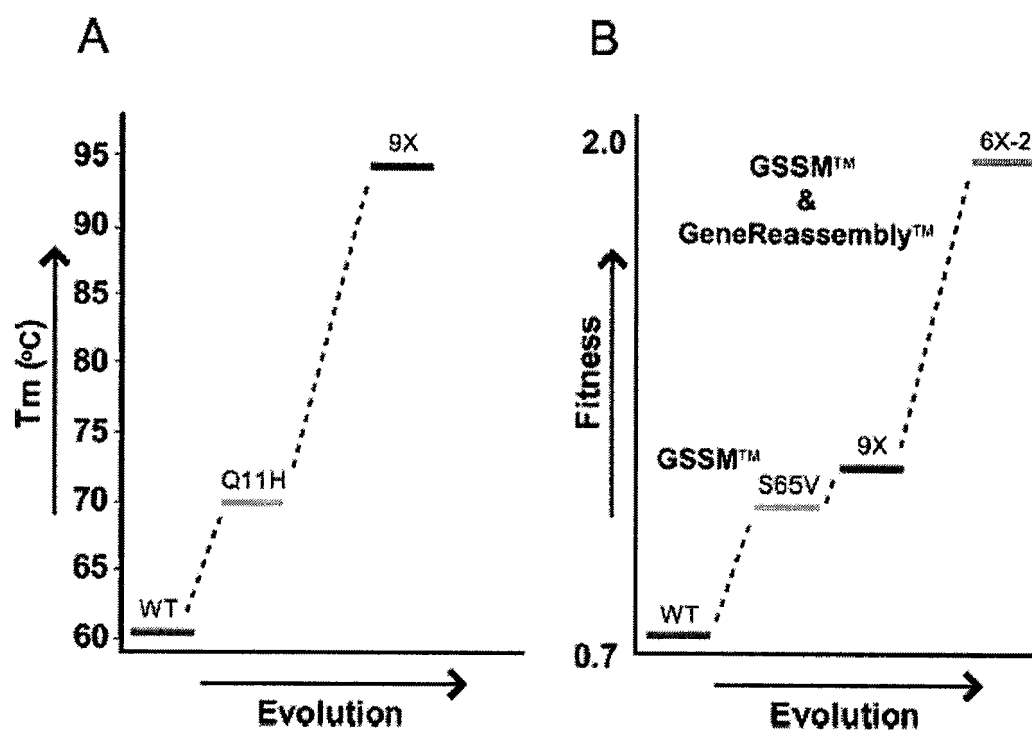 A
95
90
85
80
75
70
65
60
Tm (°C)
9X
Q11H
WT
Evolution
B
2.0
0.7
Fitness
6X-2
GSSM™
&
GeneReassembly™
9X
GSSM™
S65V
WT
Evolution